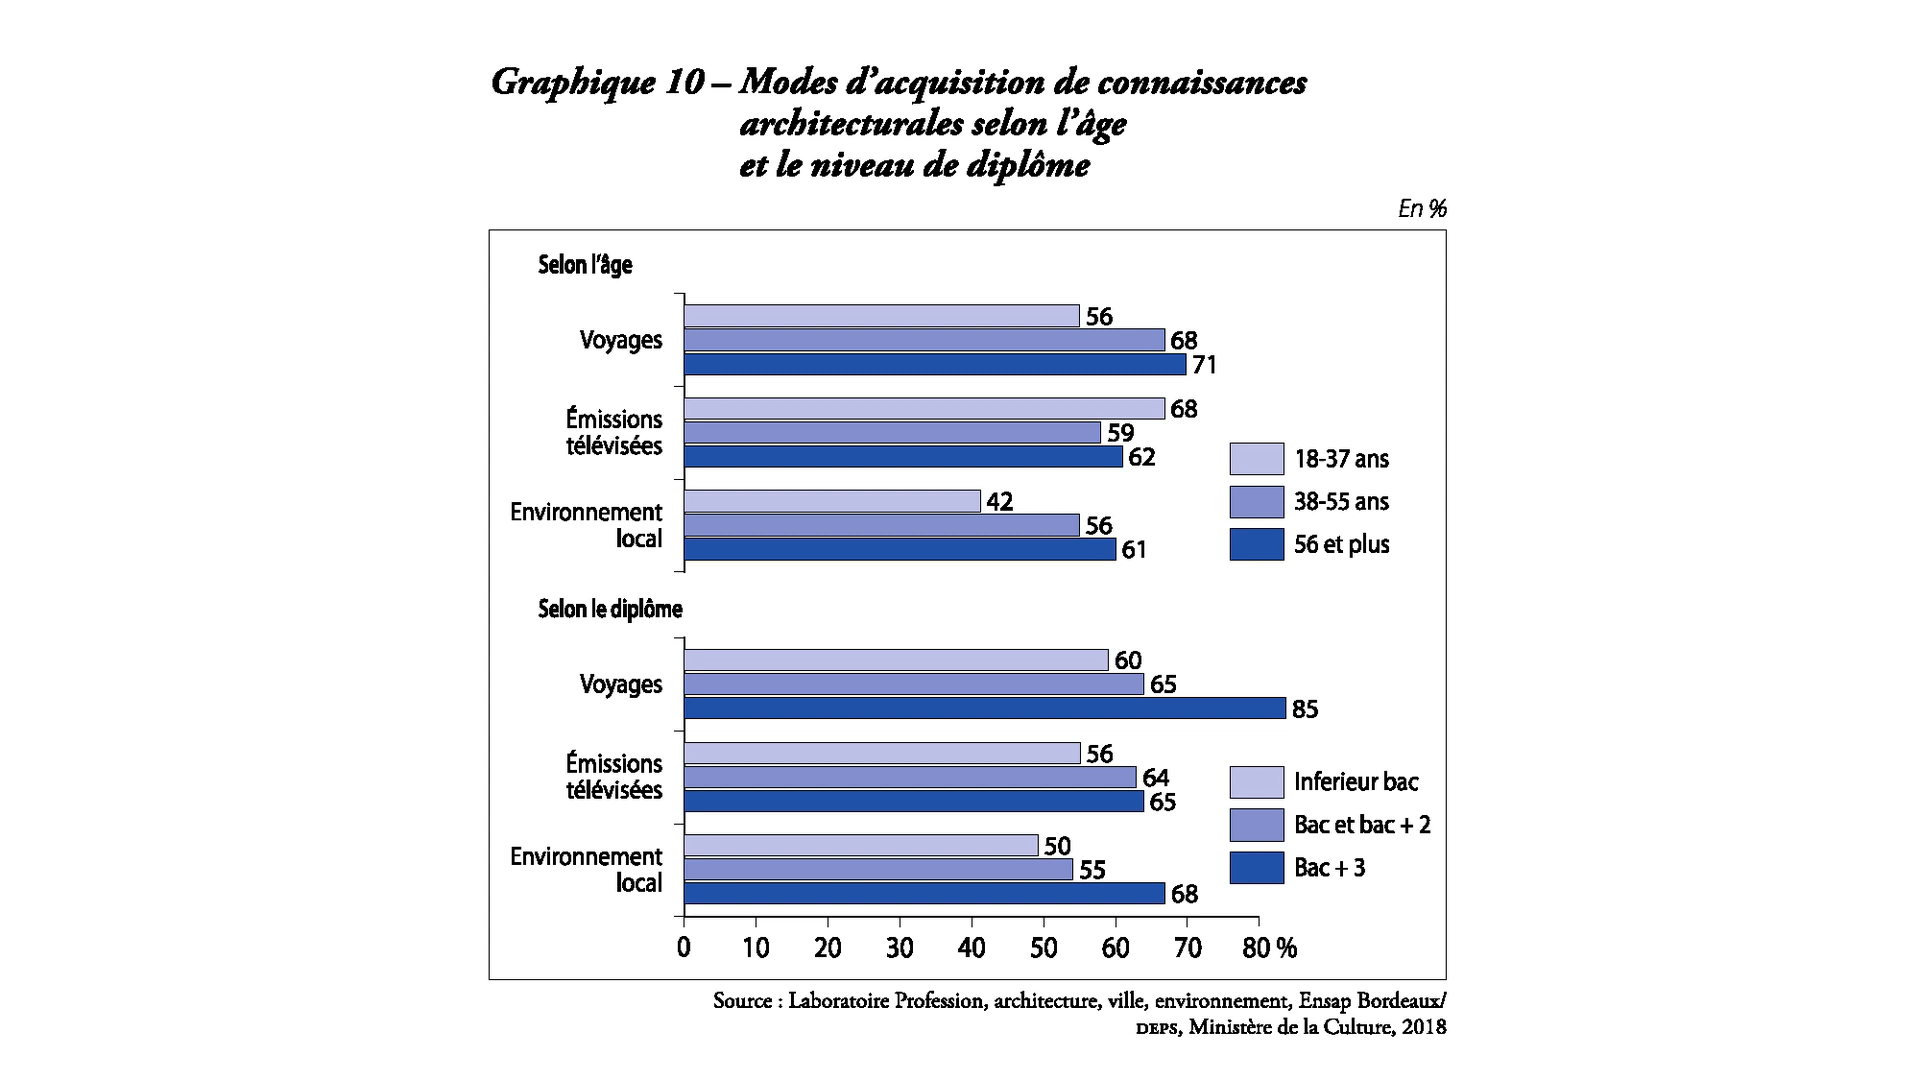 Graphique 10 – Modes d’acquisition de connaissances
architecturales selon l’âge
et le niveau de diplôme
En %
Selon l’âge
Voyages
56
68
71
Émissions
télévisées
68
59
62
Environnement
local
42
56
61
18-37 ans
38-55 ans
56 et plus
Selon le diplôme
Voyages
60
65
85
Émissions
télévisées
56
64
65
Environnement
local
50
55
68
Inferieur bac
Bac et bac + 2
Bac + 3
0 10 20 30 40 50 60 70 80 %
Source : Laboratoire Profession, architecture, ville, environnement, Ensap Bordeaux/
DEPS, Ministère de la Culture, 2018